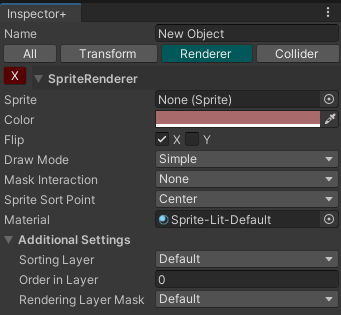 Inspector+
Name New Object
All Transform Renderer Collider
X SpriteRenderer
Sprite None (Sprite)
Color
Flip X Y
Draw Mode Simple
Mask Interaction None
Sprite Sort Point Center
Material Sprite-Lit-Default
Additional Settings
Sorting Layer Default
Order in Layer 0
Rendering Layer Mask Default